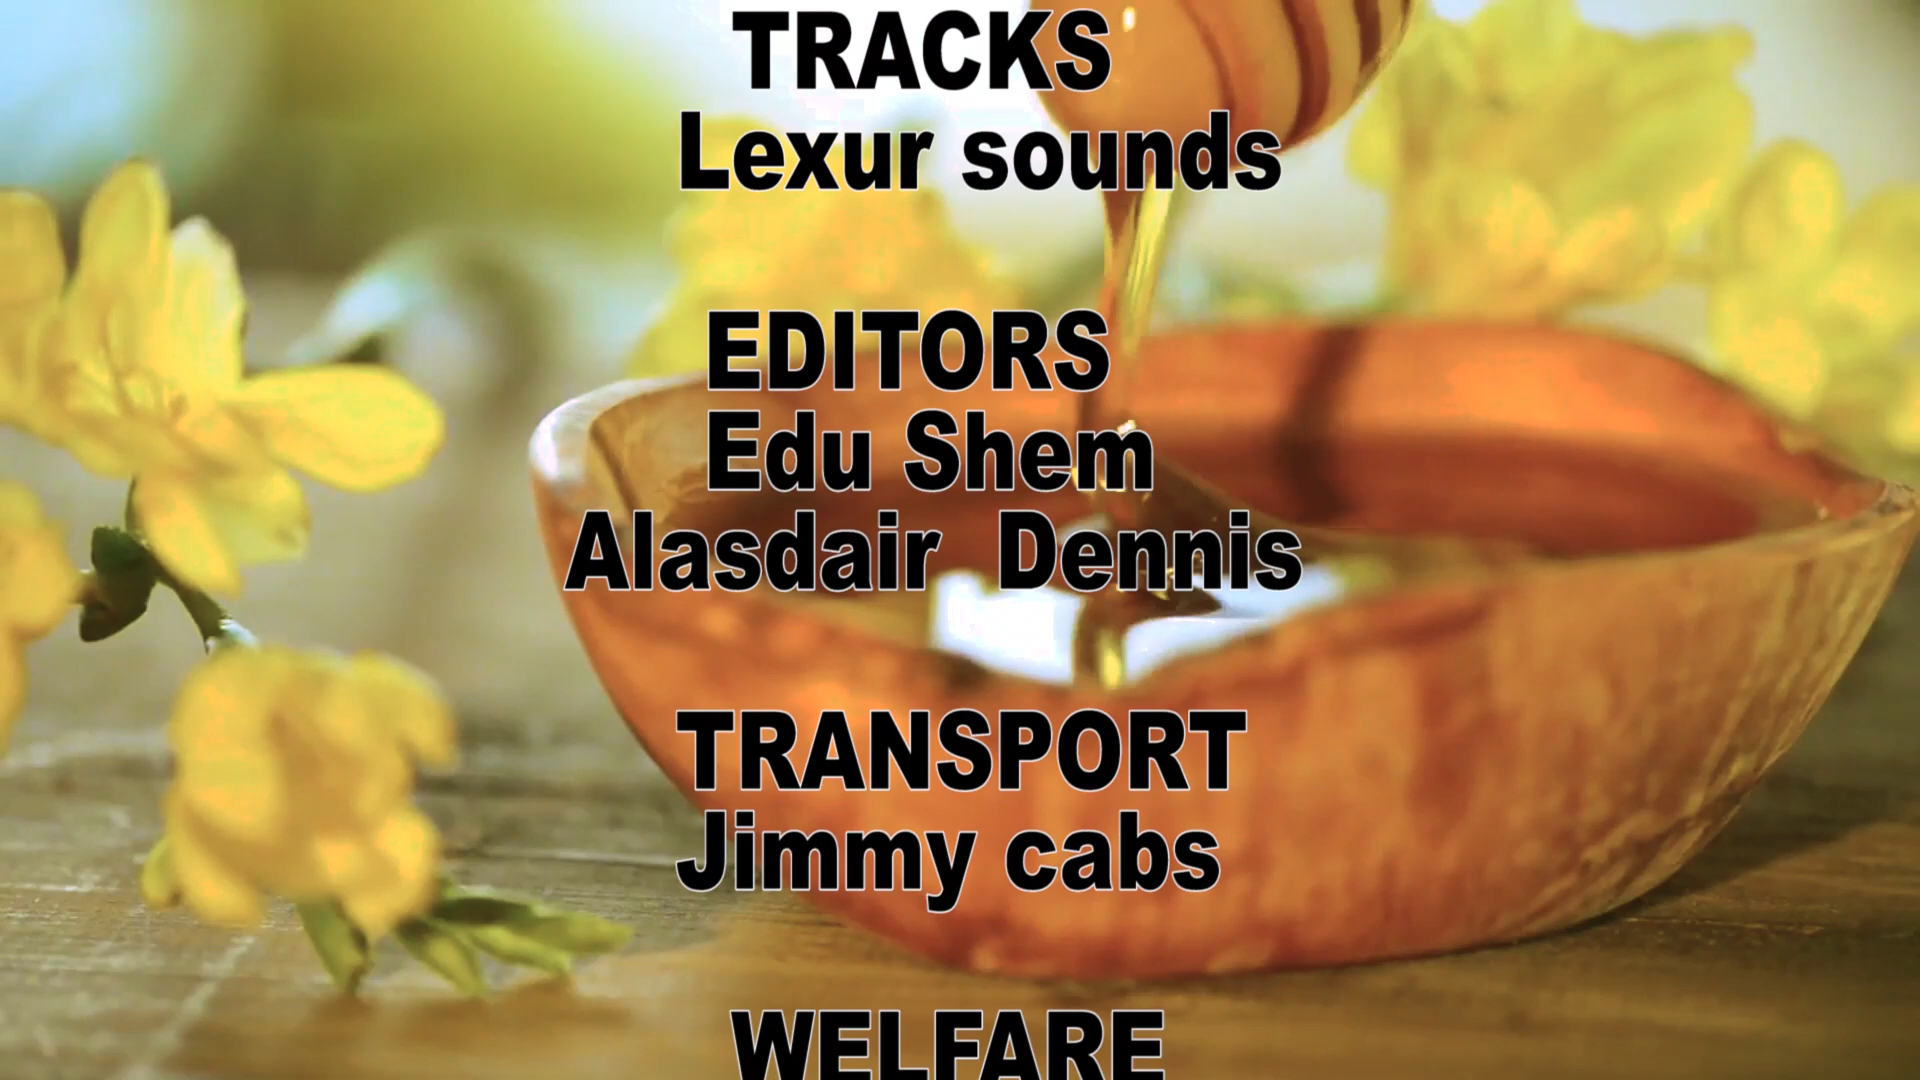 TRACKS
Lexur sounds
EDITORS
Edu Shem
Alasdair Dennis
TRANSPORT
Jimmy cabs
WELFARE